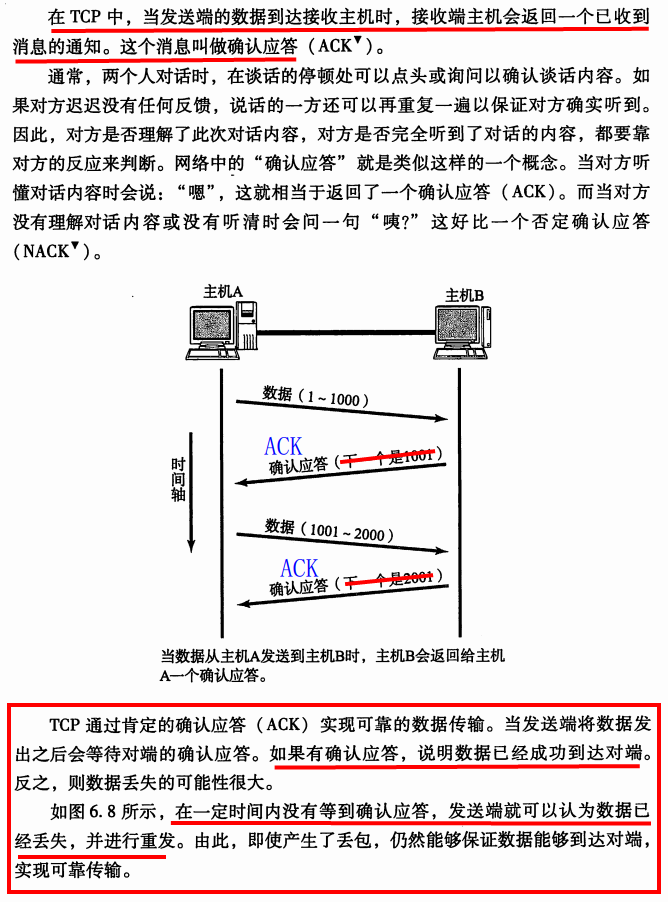 在 TCP 中，当发送端的数据到达接收主机时，接收端主机会返回一个已收到
消息的通知。这个消息叫做确认应答（ACK▼）。
通常，两个人对话时，在谈话的停顿处可以点头或询问以确认谈话内容。如
果对方迟迟没有任何反馈，说话的一方还可以再重复一遍以保证对方确实听到。
因此，对方是否理解了此次对话内容，对方是否完全听到了对话的内容，都要靠
对方的反应来判断。网络中的“确认应答”就是类似这样的一个概念。当对方听
懂对话内容时会说：“嗯”，这就相当于返回了一个确认应答（ACK）。而当对方
没有理解对话内容或没有听清时会问一句“咦?”这好比一个否定确认应答
（NACK▼）。
主机A
主机B
数据（1～1000）
ACK
确认应答（下一个是1001）
时间轴
数据（1001～2000）
ACK
确认应答（下一个是2001）
当数据从主机A发送到主机B时，主机B会返回给主机
A一个确认应答。
TCP 通过肯定的确认应答（ACK）实现可靠的数据传输。当发送端将数据发
出之后会等待对端的确认应答。如果有确认应答，说明数据已经成功到达对端。
反之，则数据丢失的可能性很大。
如图 6.8 所示，在一定时间内没有等到确认应答，发送端就可以认为数据已
经丢失，并进行重发。由此，即使产生了丢包，仍然能够保证数据能够到达对端，
实现可靠传输。